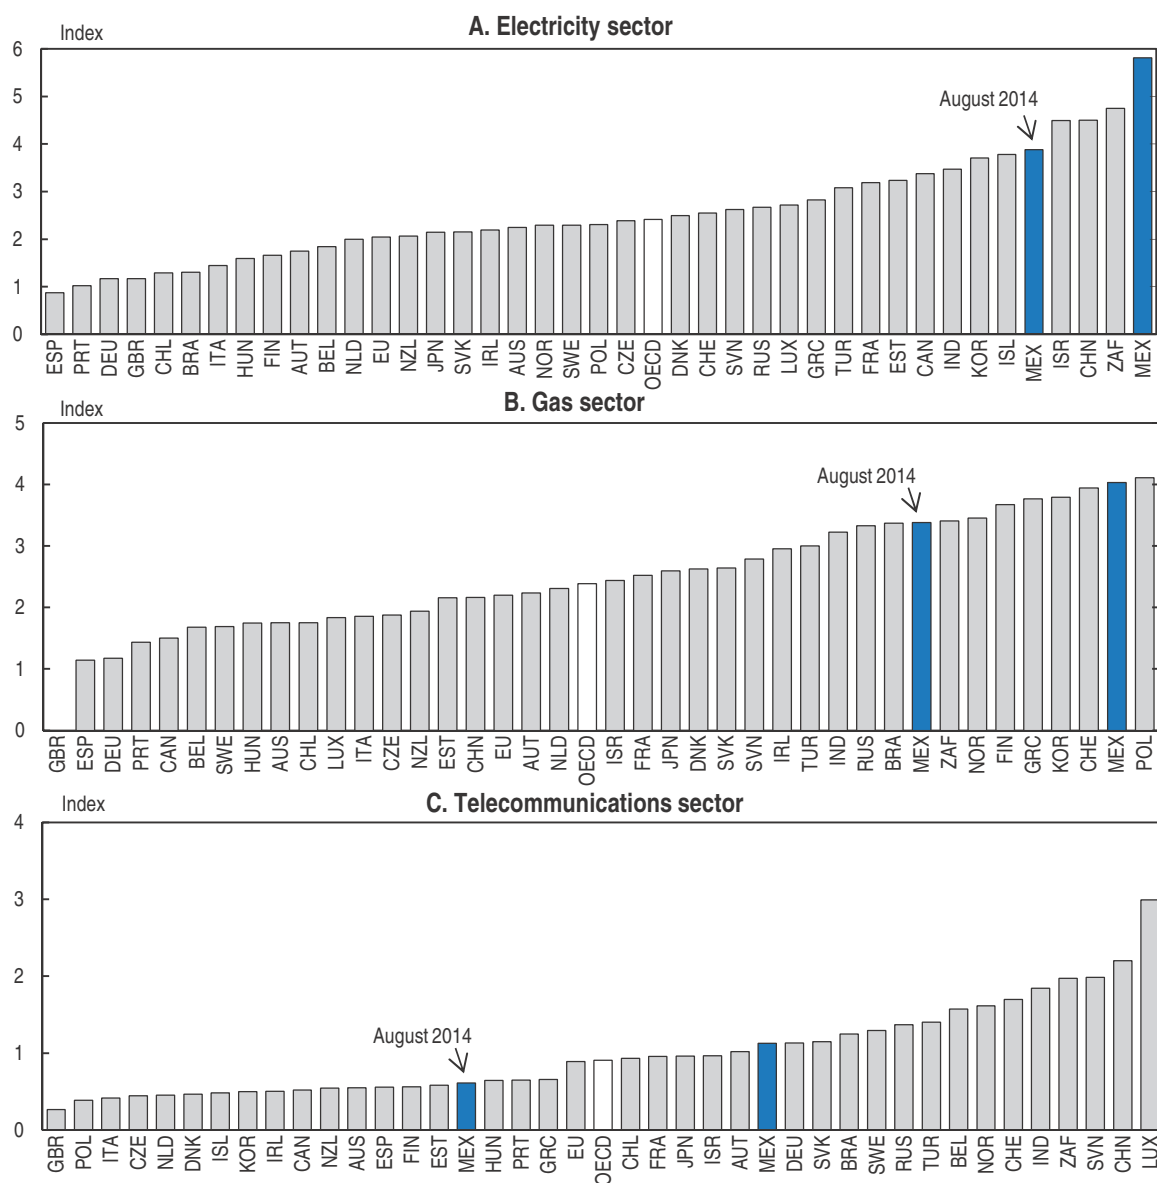 A. Electricity sector
Index
6
5
4
3
2
1
0
August 2014
ESP PRT DEU GBR CHL BRA ITA HUN FIN AUT BEL NLD EU NZL JPN SVK IRL AUS NOR SWE POL CZE OECD DNK CHE SVN RUS LUX GRC TUR FRA EST CAN IND KOR ISL MEX ISR CHN ZAF MEX
B. Gas sector
Index
5
4
3
2
1
0
August 2014
GBR ESP DEU PRT CAN BEL SWE HUN AUS CHL LUX ITA CZE NZL EST CHN EU AUT NLD OECD ISR FRA JPN DNK SVK SVN IRL TUR IND RUS BRA MEX ZAF NOR FIN GRC KOR CHE MEX POL
C. Telecommunications sector
Index
4
3
2
1
0
August 2014
GBR POL ITA CZE NLD DNK ISL KOR IRL CAN NZL AUS ESP FIN EST MEX HUN PRT GRC EU OECD CHL FRA JPN ISR AUT MEX DEU SVK BRA SWE RUS TUR BEL NOR CHE IND ZAF SVN CHN LUX